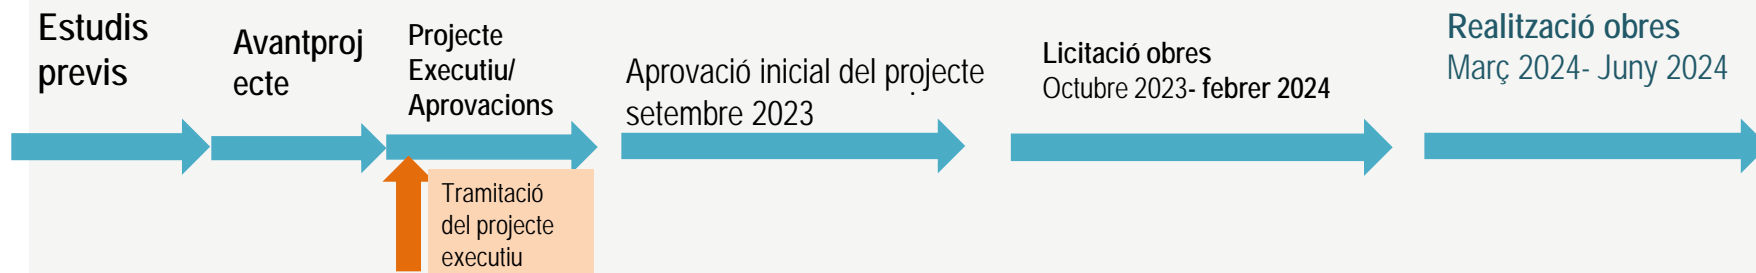 Estudis
previs
Avantproj
ecte
Projecte
Executiu/
Aprovacions
Aprovació inicial del projecte
setembre 2023
Licitació obres
Octubre 2023- febrer 2024
Realització obres
Març 2024- Juny 2024
Tramitació
del projecte
executiu